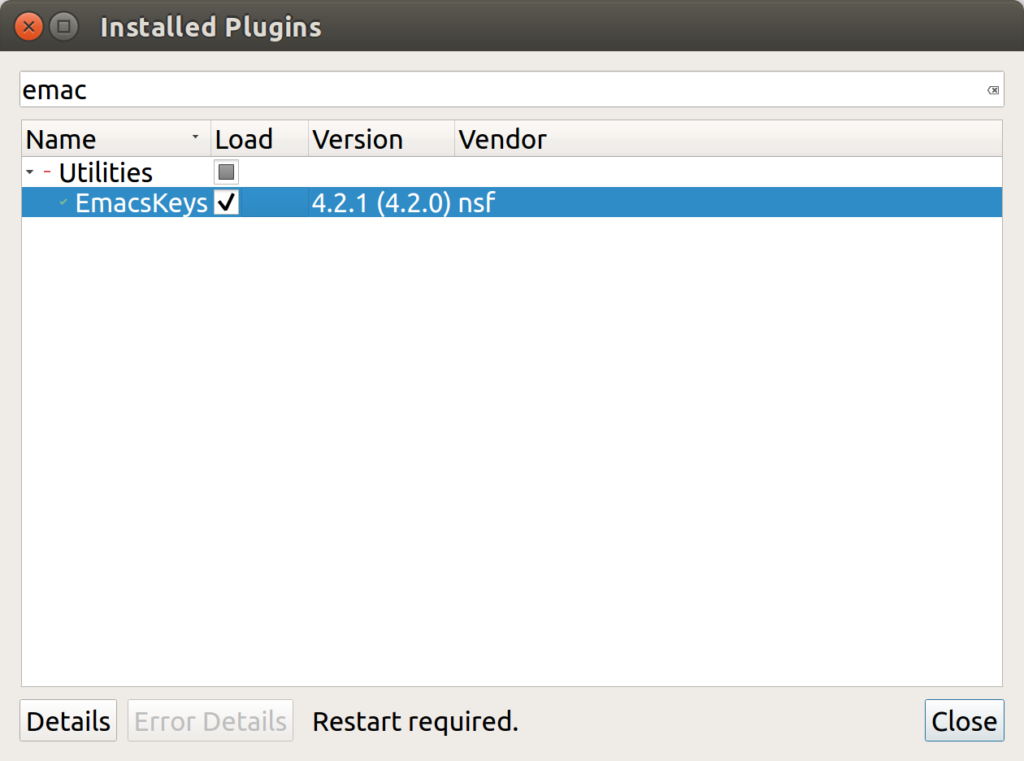 Installed Plugins
emac
Name Load Version Vendor
Utilities
EmacsKeys 4.2.1 (4.2.0) nsf
Details Error Details Restart required. Close